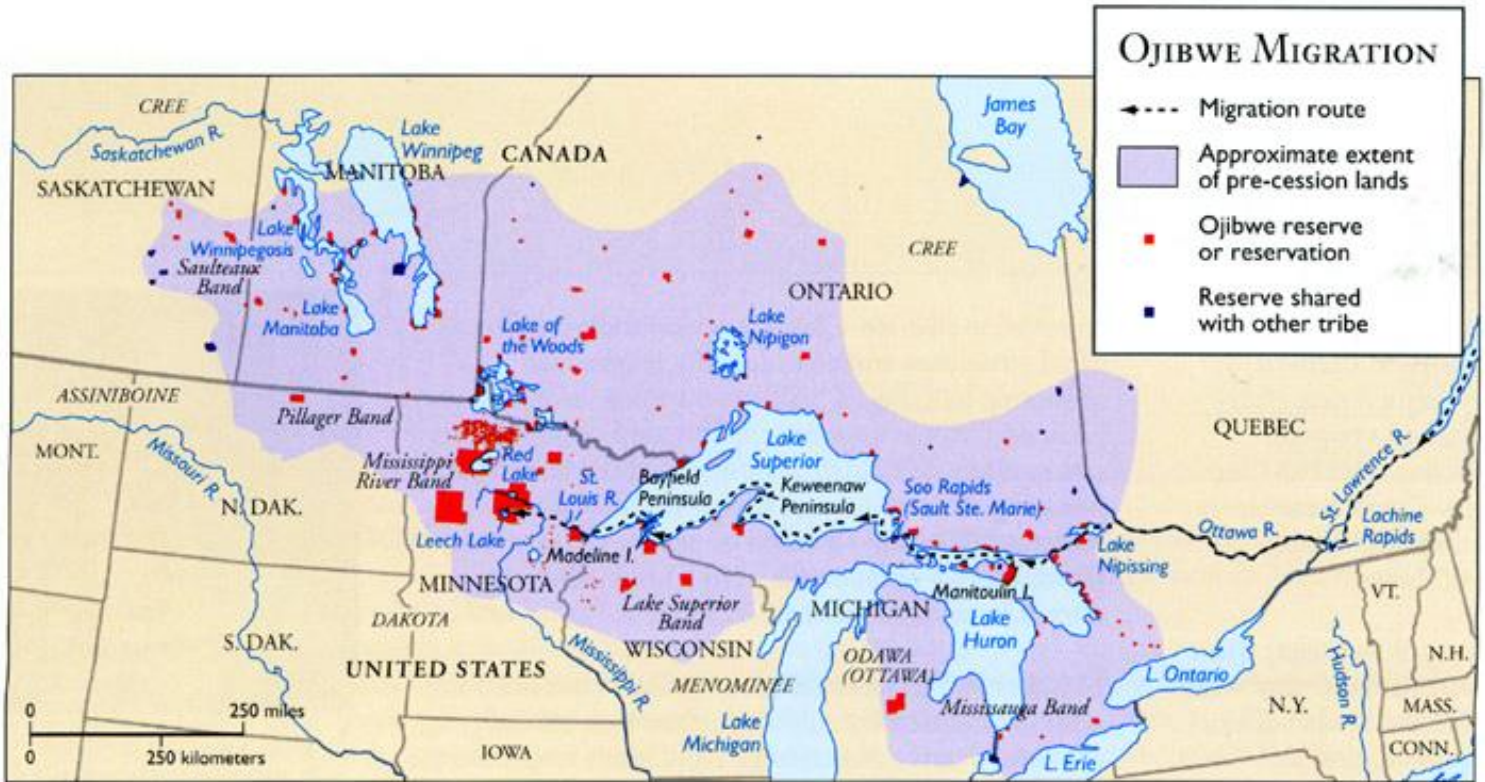 OJIBWE MIGRATION
Migration route
Approximate extent
of pre-cession lands
Ojibwe reserve
or reservation
Reserve shared
with other tribe
CREE
Saskatchewan R.
SASKATCHEWAN
Lake
Winnipeg
MANITOBA
CANADA
James
Bay
Lake
Winnipegosis
Saulteaux
Band
Lake
Manitoba
CREE
ONTARIO
Lake of
the Woods
Lake
Nipigon
ASSINIBOINE
Pillager Band
MONT.
Missouri R.
N. DAK.
Mississippi
River Band
Red
Lake
St.
Louis R.
Bayfield
Peninsula
Lake
Superior
Keweenaw
Peninsula
Soo Rapids
(Sault Ste. Marie)
QUEBEC
St. Lawrence R.
Ottawa R.
Lachine
Rapids
Leech Lake
Madeline I.
Lake
Nipissing
MINNESOTA
Manitoulin I.
MICHIGAN
Lake
Huron
VT.
DAKOTA
Lake Superior
Band
WISCONSIN
S. DAK.
UNITED STATES
Mississippi R.
MENOMINEE
ODAWA
(OTTAWA)
L. Ontario
Hudson R.
N.H.
0 250 miles
0 250 kilometers
IOWA
Lake
Michigan
Mississauga Band
L. Erie
N.Y.
MASS.
CONN.